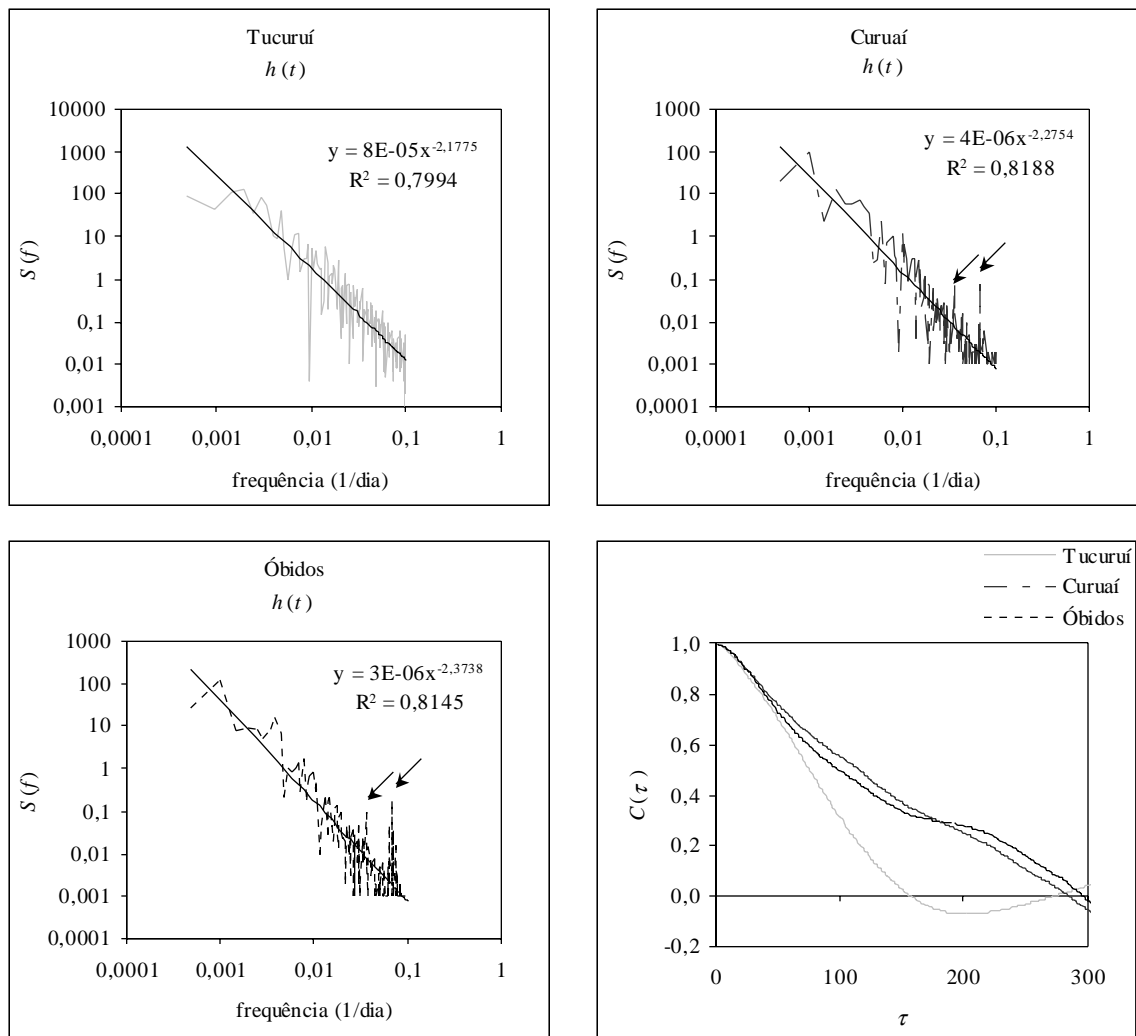 Tucuruí
h(t)
10000
1000
100
10
1
0,1
0,01
0,001
S(f)
y = 8E-05x^-2,1775
R² = 0,7994
0,0001 0,001 0,01 0,1 1
frequência (1/dia)
Curuaí
h(t)
1000
100
10
1
0,1
0,01
0,001
0,0001
S(f)
y = 4E-06x^-2,2754
R² = 0,8188
0,0001 0,001 0,01 0,1 1
frequência (1/dia)
Óbidos
h(t)
1000
100
10
1
0,1
0,01
0,001
0,0001
S(f)
y = 3E-06x^-2,3738
R² = 0,8145
0,0001 0,001 0,01 0,1 1
frequência (1/dia)
Tucuruí
Curuaí
Óbidos
1,0
0,8
0,6
0,4
0,2
0,0
-0,2
C(τ)
0 100 200 300
τ